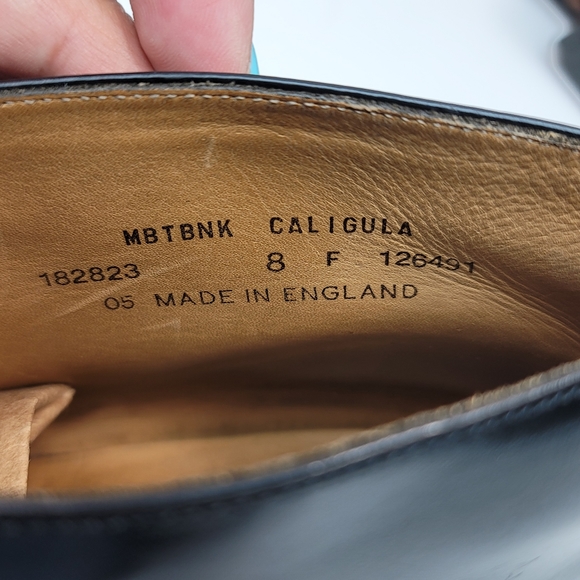 MBTBNK CALIGULA
182823 8 F 126491
05 MADE IN ENGLAND